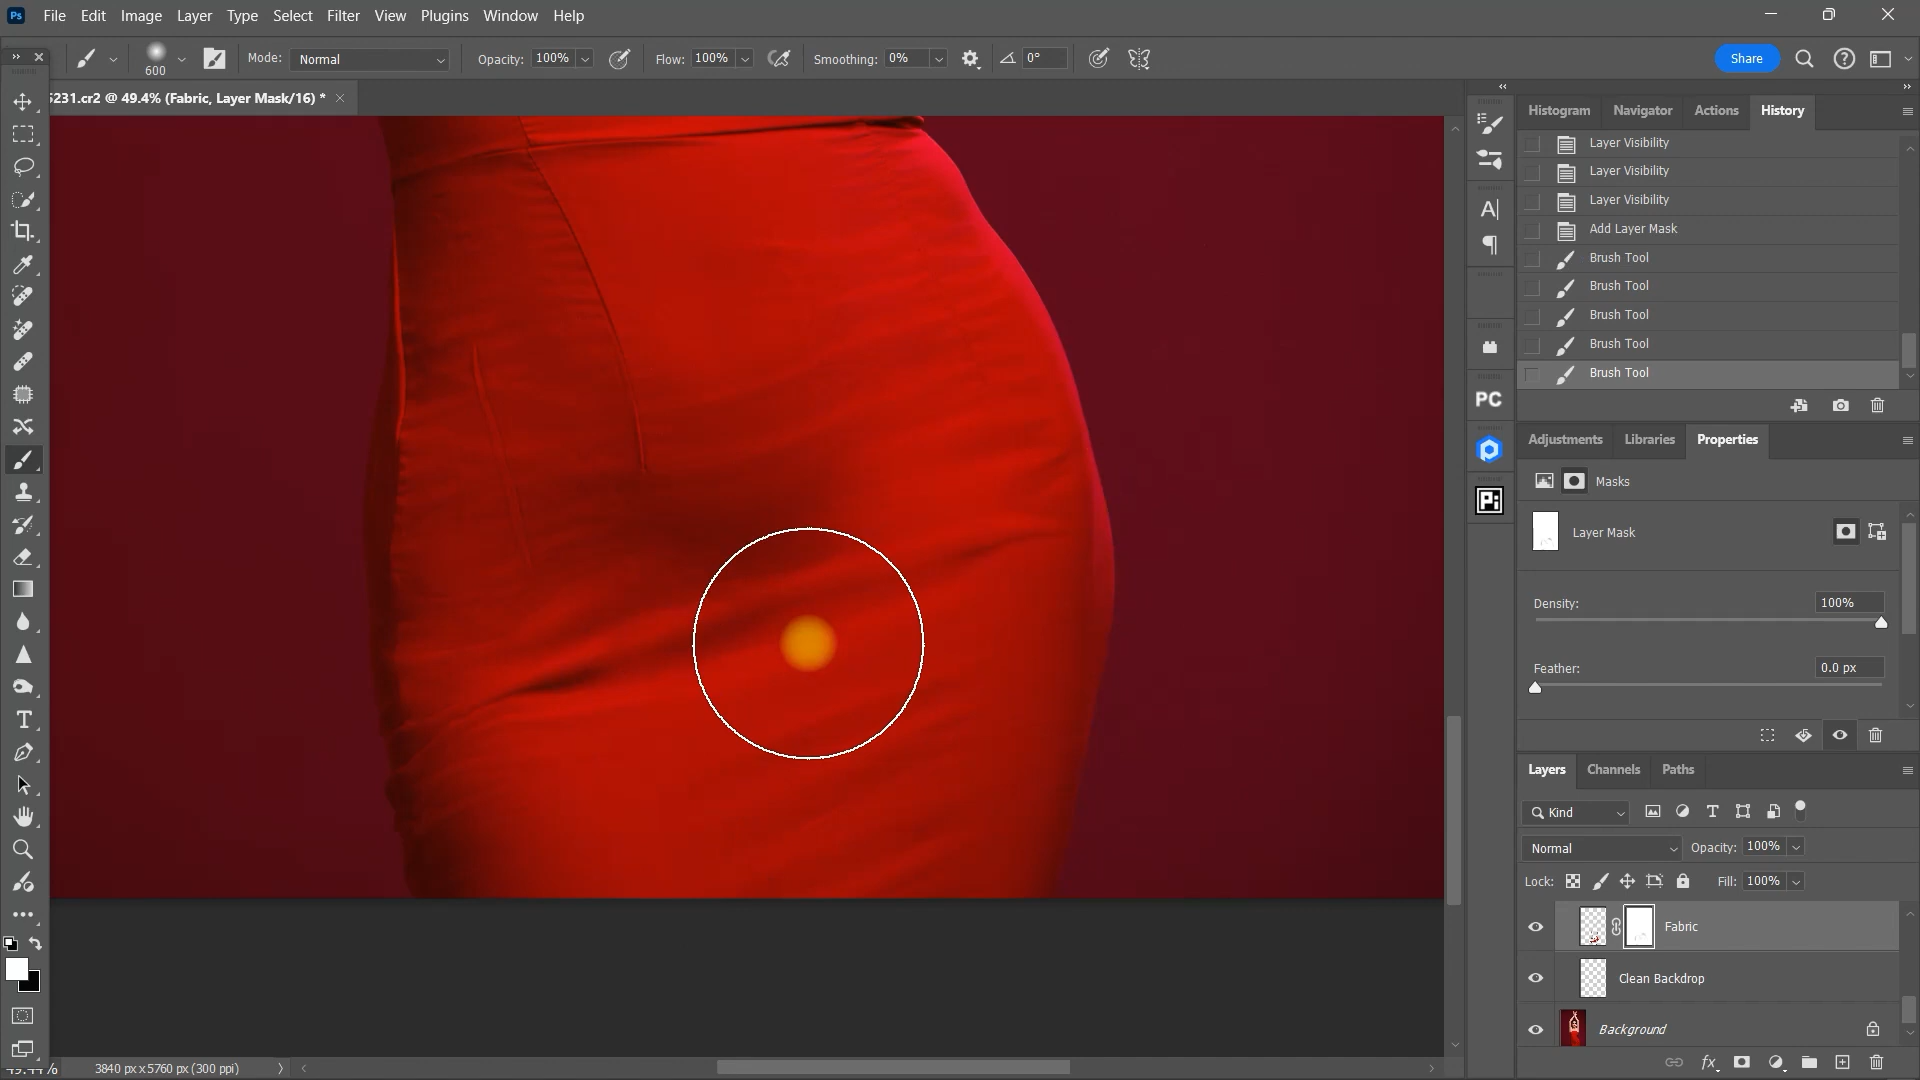 Ps File Edit Image Layer Type Select Filter View Plugins Window Help
600 Mode: Normal Opacity: 100% Flow: 100% Smoothing: 0% 0° Share
5231.cr2 @ 49.4% (Fabric, Layer Mask/16) *
Histogram Navigator Actions History
Layer Visibility
Layer Visibility
Layer Visibility
Add Layer Mask
Brush Tool
Brush Tool
Brush Tool
Brush Tool
Brush Tool
PC
Adjustments Libraries Properties
Masks
Layer Mask
Density: 100%
Feather: 0.0 px
Layers Channels Paths
Kind
Normal Opacity: 100%
Lock: Fill: 100%
Fabric
Clean Backdrop
Background
3840 px x 5760 px (300 ppi)